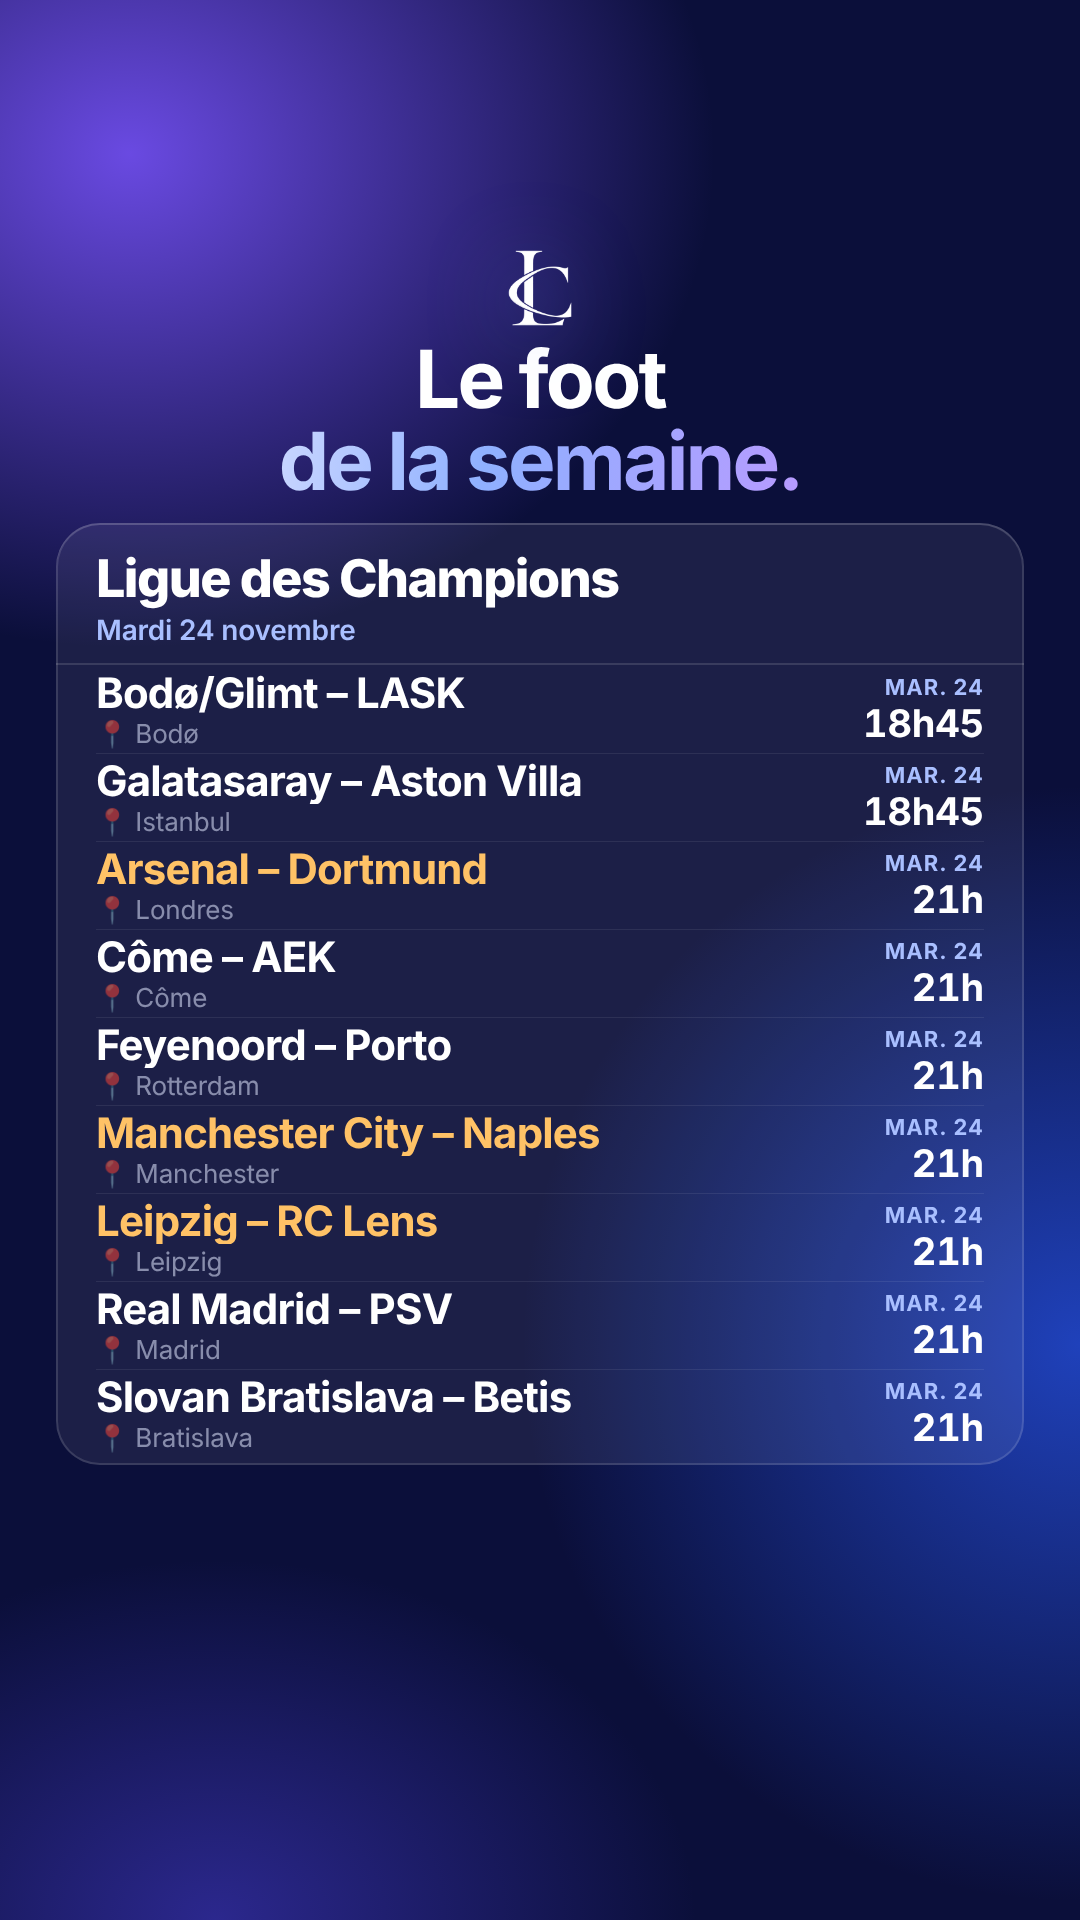 LC
Le foot
de la semaine.
Ligue des Champions
Mardi 24 novembre
Bodø/Glimt – LASK
MAR. 24
📍 Bodø
18h45
Galatasaray – Aston Villa
MAR. 24
📍 Istanbul
18h45
Arsenal – Dortmund
MAR. 24
📍 Londres
21h
Côme – AEK
MAR. 24
📍 Côme
21h
Feyenoord – Porto
MAR. 24
📍 Rotterdam
21h
Manchester City – Naples
MAR. 24
📍 Manchester
21h
Leipzig – RC Lens
MAR. 24
📍 Leipzig
21h
Real Madrid – PSV
MAR. 24
📍 Madrid
21h
Slovan Bratislava – Betis
MAR. 24
📍 Bratislava
21h